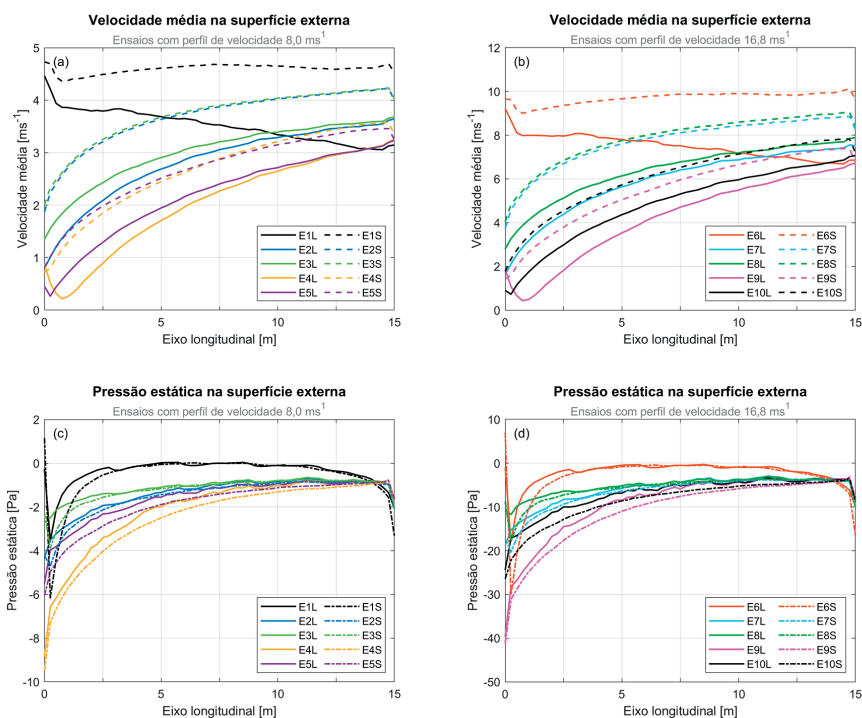 Velocidade média na superfície externa
Ensaios com perfil de velocidade 8,0 ms¹
(a)
Velocidade média [ms⁻¹]
5
4
3
2
1
0
0
5
10
15
Eixo longitudinal [m]
E1L
E1S
E2L
E2S
E3L
E3S
E4L
E4S
E5L
E5S
Velocidade média na superfície externa
Ensaios com perfil de velocidade 16,8 ms¹
(b)
Velocidade média [ms⁻¹]
12
10
8
6
4
2
0
0
5
10
15
Eixo longitudinal [m]
E6L
E6S
E7L
E7S
E8L
E8S
E9L
E9S
E10L
E10S
Pressão estática na superfície externa
Ensaios com perfil de velocidade 8,0 ms¹
(c)
Pressão estática [Pa]
2
0
-2
-4
-6
-8
-10
0
5
10
15
Eixo longitudinal [m]
E1L
E1S
E2L
E2S
E3L
E3S
E4L
E4S
E5L
E5S
Pressão estática na superfície externa
Ensaios com perfil de velocidade 16,8 ms¹
(d)
Pressão estática [Pa]
10
0
-10
-20
-30
-40
-50
0
5
10
15
Eixo longitudinal [m]
E6L
E6S
E7L
E7S
E8L
E8S
E9L
E9S
E10L
E10S